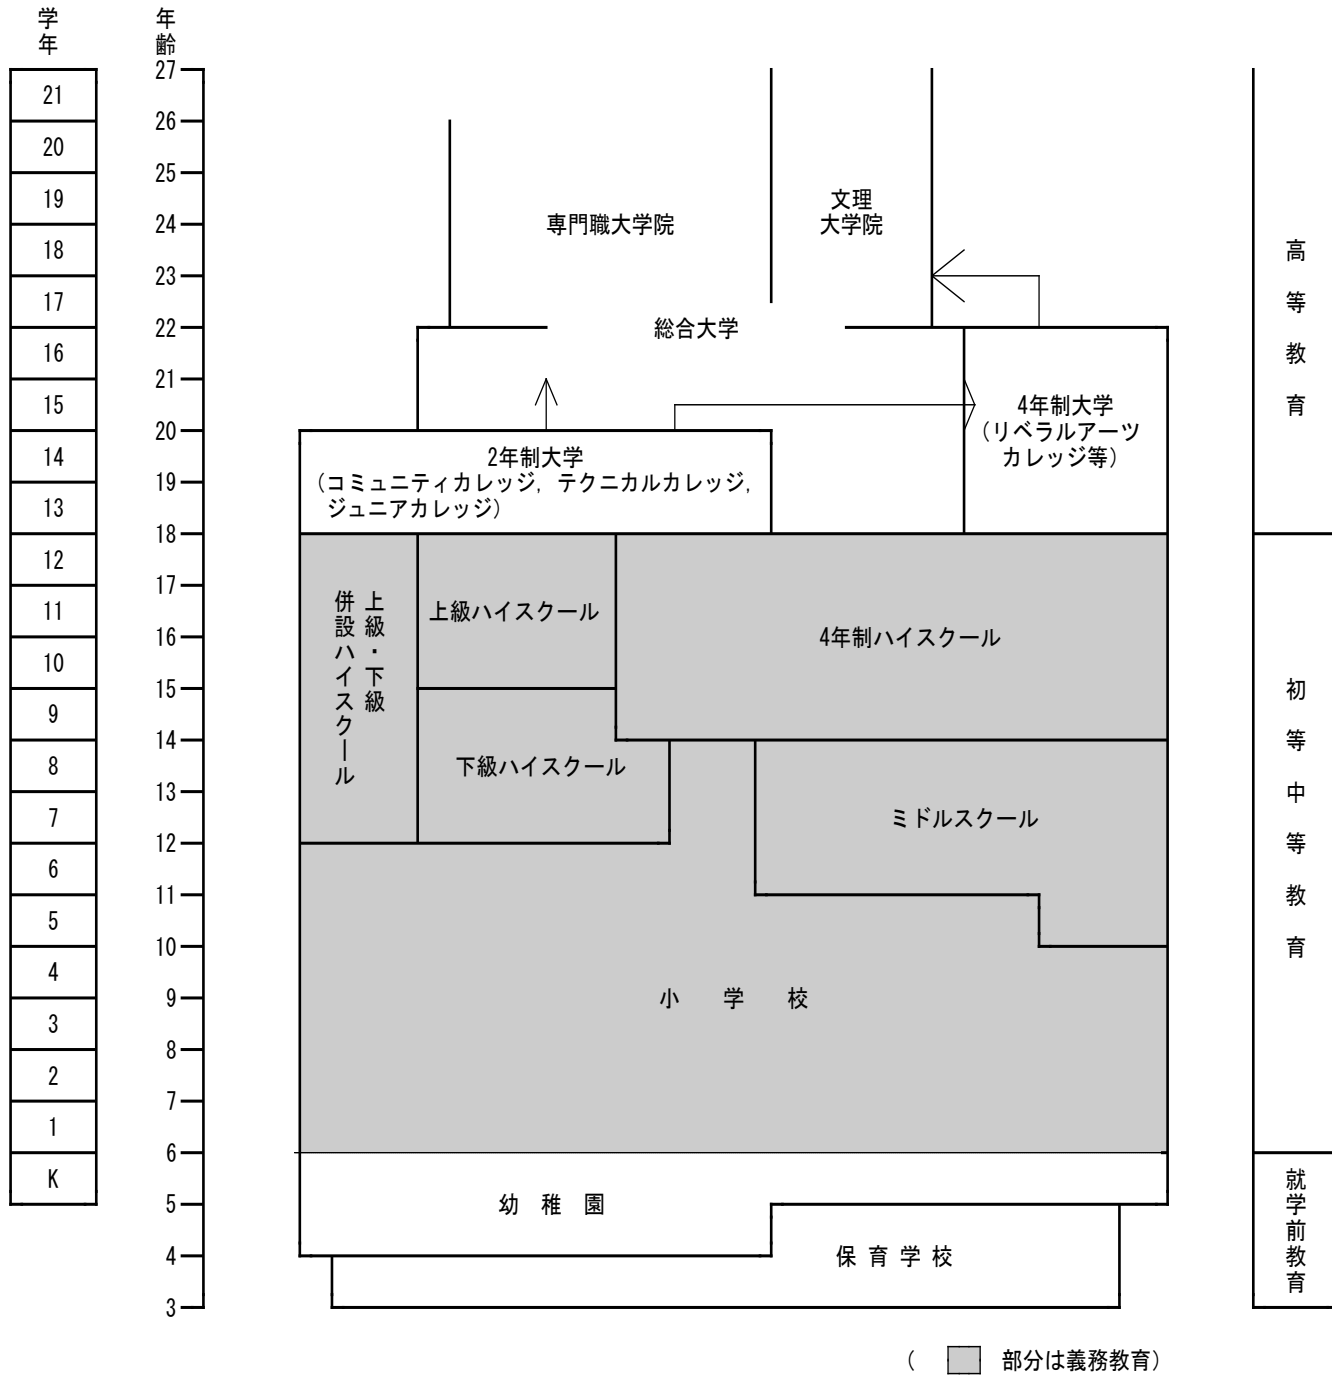 学年
年齢
27
21
26
20
25
19
24
18
23
17
22
16
21
15
20
14
19
13
18
12
17
11
16
10
15
9
14
8
13
7
12
6
11
5
10
4
9
3
8
2
7
1
6
K
5
4
3
専門職大学院
文理
大学院
総合大学
4年制大学
(リベラルアーツ
カレッジ等)
2年制大学
(コミュニティカレッジ, テクニカルカレッジ,
ジュニアカレッジ)
上級・下級
併設ハイスクール
上級ハイスクール
4年制ハイスクール
下級ハイスクール
ミドルスクール
小 学 校
幼 稚 園
保 育 学 校
高等教育
初等中等教育
就学前教育
( 部分は義務教育)